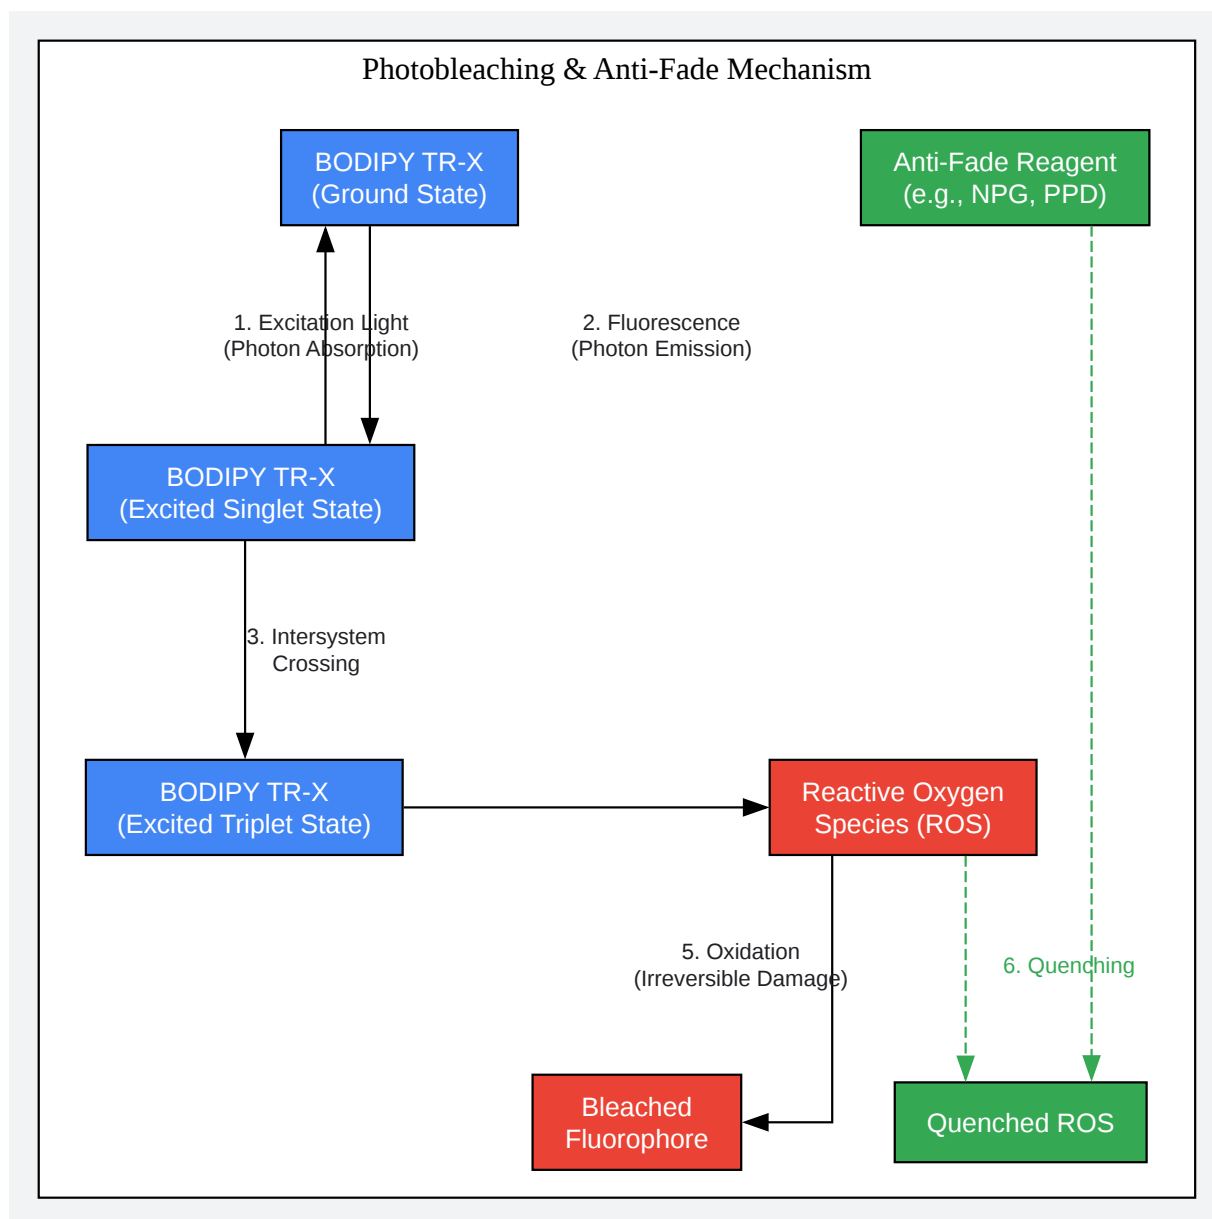 Photobleaching & Anti-Fade Mechanism
BODIPY TR-X
(Ground State)
Anti-Fade Reagent
(e.g., NPG, PPD)
1. Excitation Light
(Photon Absorption)
2. Fluorescence
(Photon Emission)
BODIPY TR-X
(Excited Singlet State)
3. Intersystem
Crossing
BODIPY TR-X
(Excited Triplet State)
Reactive Oxygen
Species (ROS)
5. Oxidation
(Irreversible Damage)
6. Quenching
Bleached
Fluorophore
Quenched ROS